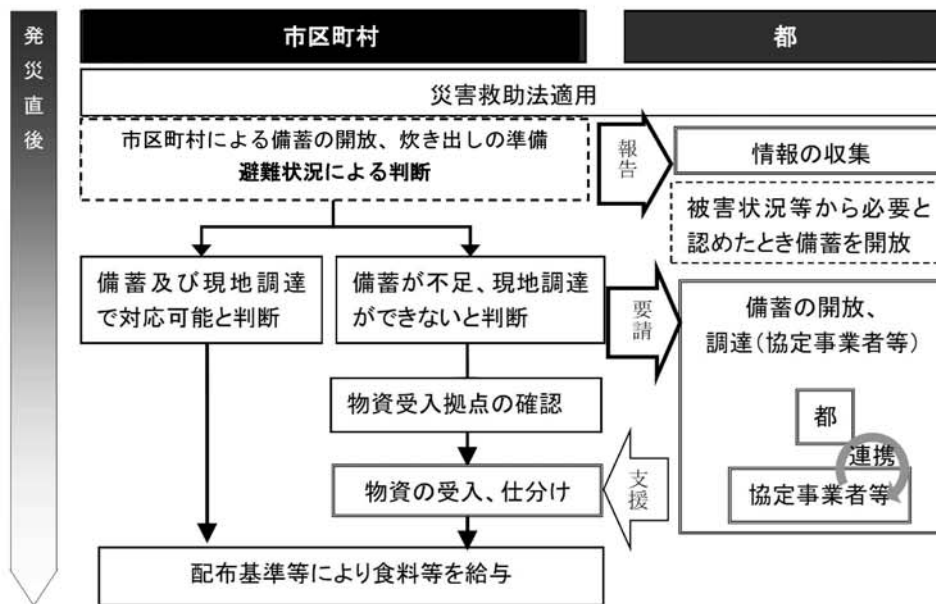 発災直後
市区町村
都
災害救助法適用
市区町村による備蓄の開放、炊き出しの準備
避難状況による判断
報告
情報の収集
被害状況等から必要と
認めたとき備蓄を開放
備蓄及び現地調達
で対応可能と判断
備蓄が不足、現地調達
ができないと判断
要請
備蓄の開放、
調達（協定事業者等）
物資受入拠点の確認
都
連携
協定事業者等
物資の受入、仕分け
支援
配布基準等により食料等を給与